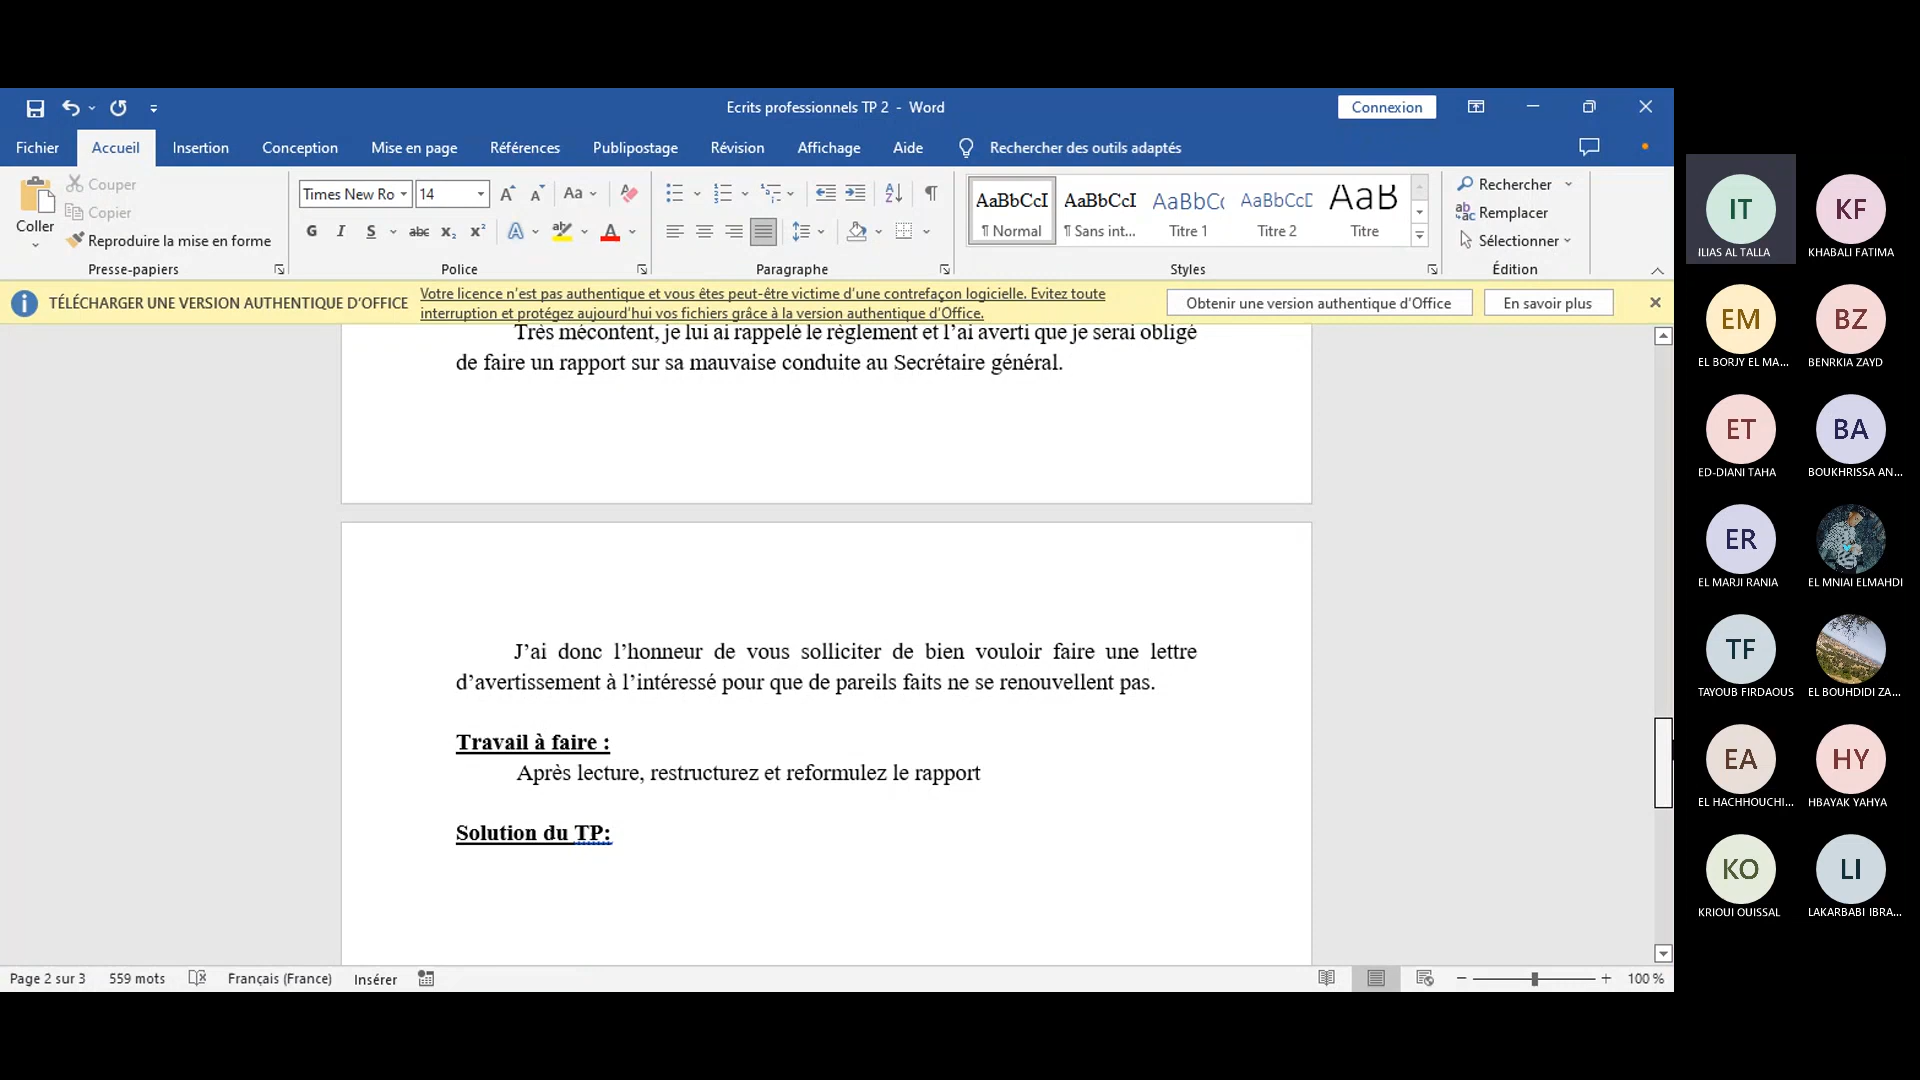 Ecrits professionnels TP 2 - Word
Connexion
Fichier Accueil Insertion Conception Mise en page Références Publipostage Révision Affichage Aide Rechercher des outils adaptés
Coller
Couper
Copier
Reproduire la mise en forme
Presse-papiers
Times New Ro 14 Aa
G I S abc x₂ x² A A
Police
Paragraphe
AaBbCcI AaBbCcI AaBbC AaBbCcD AaB
¶ Normal ¶ Sans int... Titre 1 Titre 2 Titre
Styles
Rechercher
Remplacer
Sélectionner
Édition
TÉLÉCHARGER UNE VERSION AUTHENTIQUE D’OFFICE
Votre licence n’est pas authentique et vous êtes peut-être victime d’une contrefaçon logicielle. Evitez toute
interruption et protégez aujourd’hui vos fichiers grâce à la version authentique d’Office.
Obtenir une version authentique d’Office
En savoir plus
Très mécontent, je lui ai rappelé le règlement et l’ai averti que je serai obligé
de faire un rapport sur sa mauvaise conduite au Secrétaire général.
J’ai donc l’honneur de vous solliciter de bien vouloir faire une lettre
d’avertissement à l’intéressé pour que de pareils faits ne se renouvellent pas.
Travail à faire :
Après lecture, restructurez et reformulez le rapport
Solution du TP:
Page 2 sur 3 559 mots Français (France) Insérer 100 %
IT KF
ILIAS AL TALLA KHABALI FATIMA
EM BZ
EL BORJY EL MA... BENRKIA ZAYD
ET BA
ED-DIANI TAHA BOUKHRISSA AN...
ER
EL MARJI RANIA EL MNIAI ELMAHDI
TF
TAYOUB FIRDAOUS EL BOUHDIDI ZA...
EA HY
EL HACHHOUCHI... HBAYAK YAHYA
KO LI
KRIOUI OUISSAL LAKARBABI IBRA...